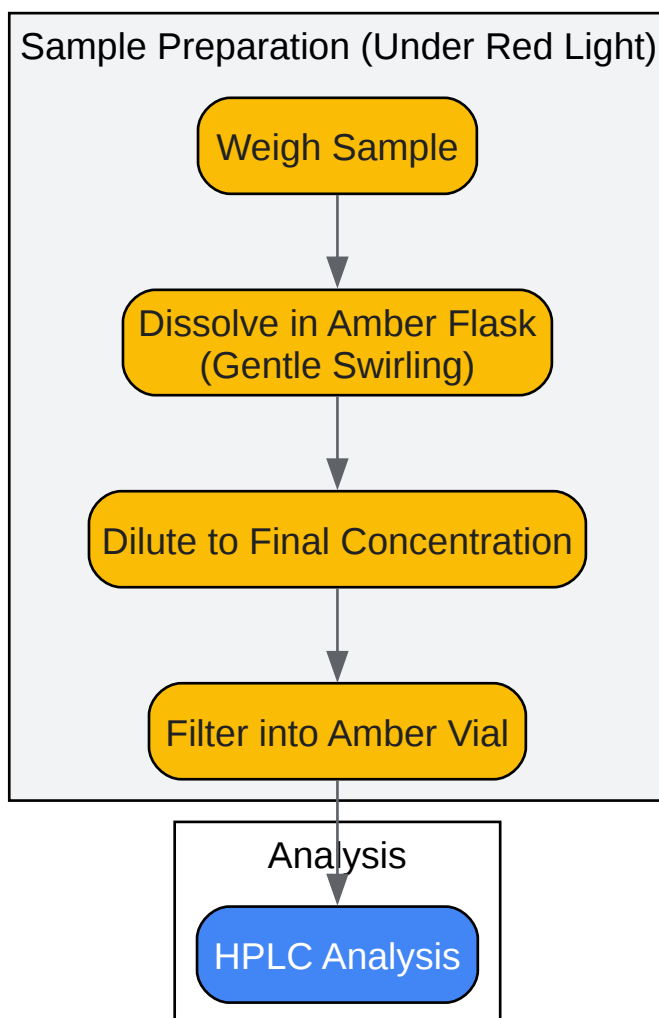 Sample Preparation (Under Red Light)
Weigh Sample
Dissolve in Amber Flask
(Gentle Swirling)
Dilute to Final Concentration
Filter into Amber Vial
Analysis
HPLC Analysis